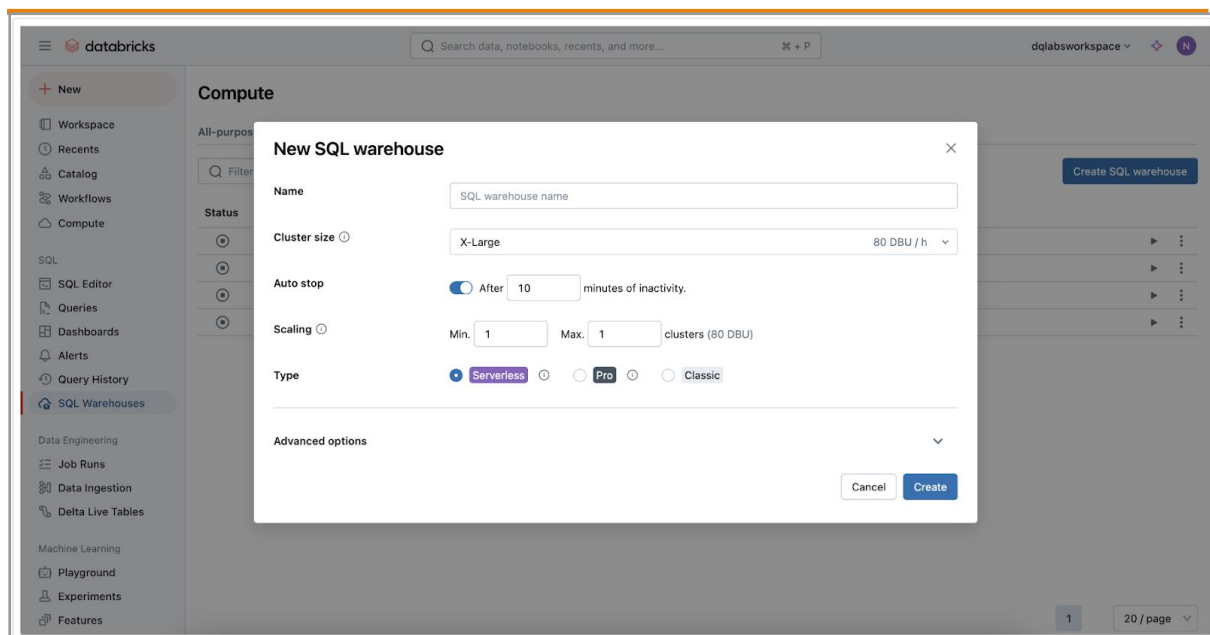 databricks
Search data, notebooks, recents, and more...
⌘ + P
dqlabsworkspace
N
New
Workspace
Recents
Catalog
Workflows
Compute
SQL
SQL Editor
Queries
Dashboards
Alerts
Query History
SQL Warehouses
Data Engineering
Job Runs
Data Ingestion
Delta Live Tables
Machine Learning
Playground
Experiments
Features
Compute
All-purpos
Filter
Create SQL warehouse
Status
New SQL warehouse
Name
SQL warehouse name
Cluster size
X-Large 80 DBU / h
Auto stop
After 10 minutes of inactivity.
Scaling
Min. 1 Max. 1 clusters (80 DBU)
Type
Serverless Pro Classic
Advanced options
Cancel Create
1 20 / page